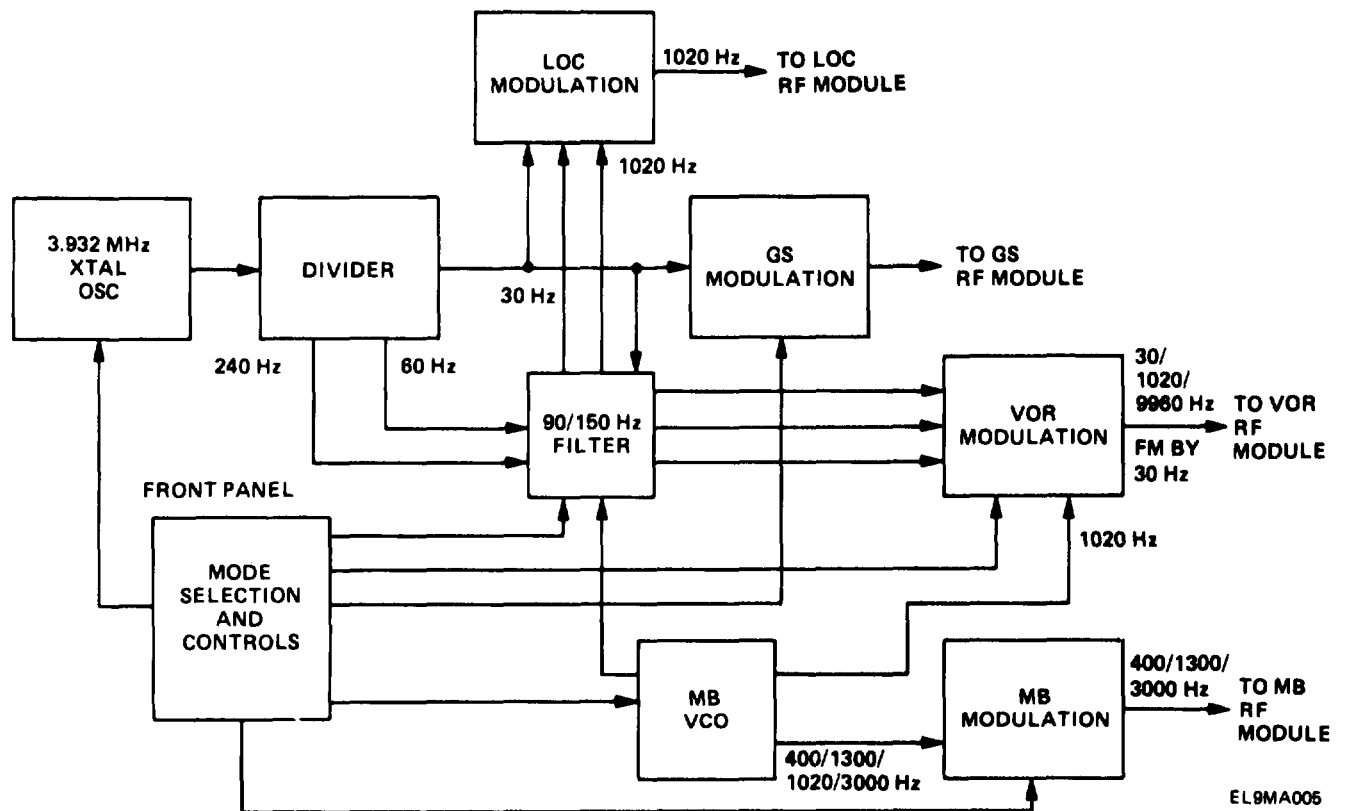 LOC
MODULATION
1020 Hz
TO LOC
RF MODULE
1020 Hz
3.932 MHz
XTAL
OSC
DIVIDER
30 Hz
GS
MODULATION
TO GS
RF MODULE
240 Hz
60 Hz
90/150 Hz
FILTER
VOR
MODULATION
30/
1020/
9960 Hz
FM BY
30 Hz
TO VOR
RF
MODULE
FRONT PANEL
MODE
SELECTION
AND
CONTROLS
1020 Hz
MB
VCO
400/1300/
1020/3000 Hz
MB
MODULATION
400/1300/
3000 Hz
TO MB
RF
MODULE
EL9MA005